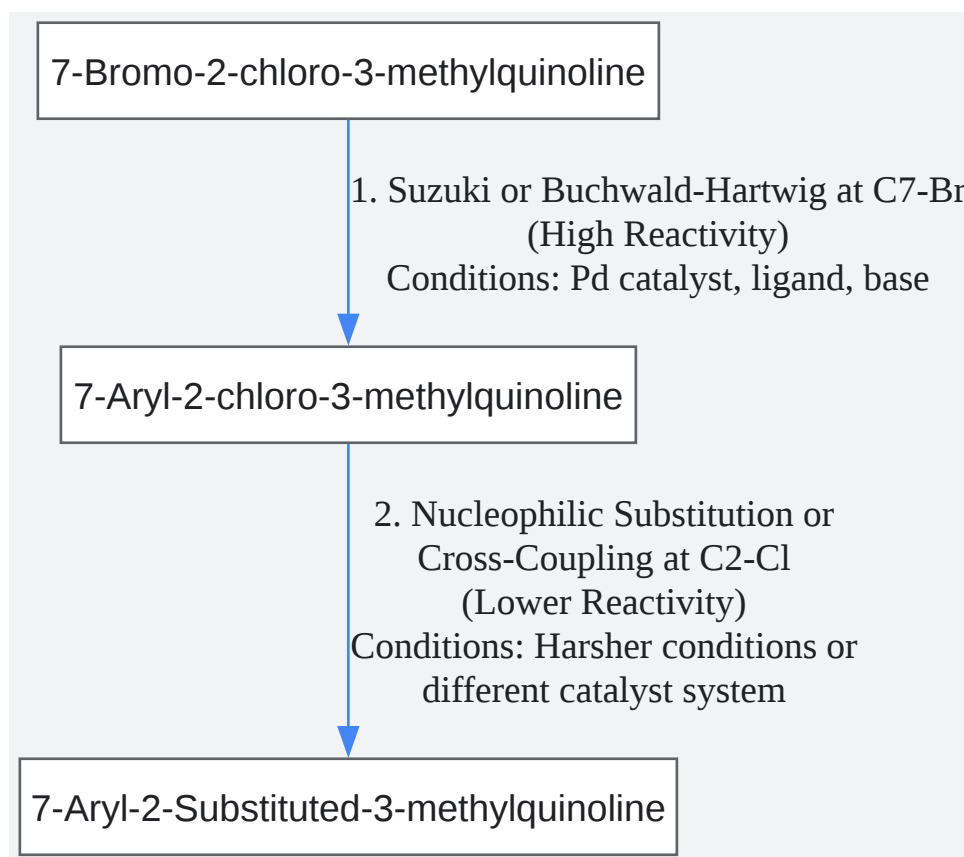 7-Bromo-2-chloro-3-methylquinoline
1. Suzuki or Buchwald-Hartwig at C7-Br
(High Reactivity)
Conditions: Pd catalyst, ligand, base
7-Aryl-2-chloro-3-methylquinoline
2. Nucleophilic Substitution or
Cross-Coupling at C2-Cl
(Lower Reactivity)
Conditions: Harsher conditions or
different catalyst system
7-Aryl-2-Substituted-3-methylquinoline